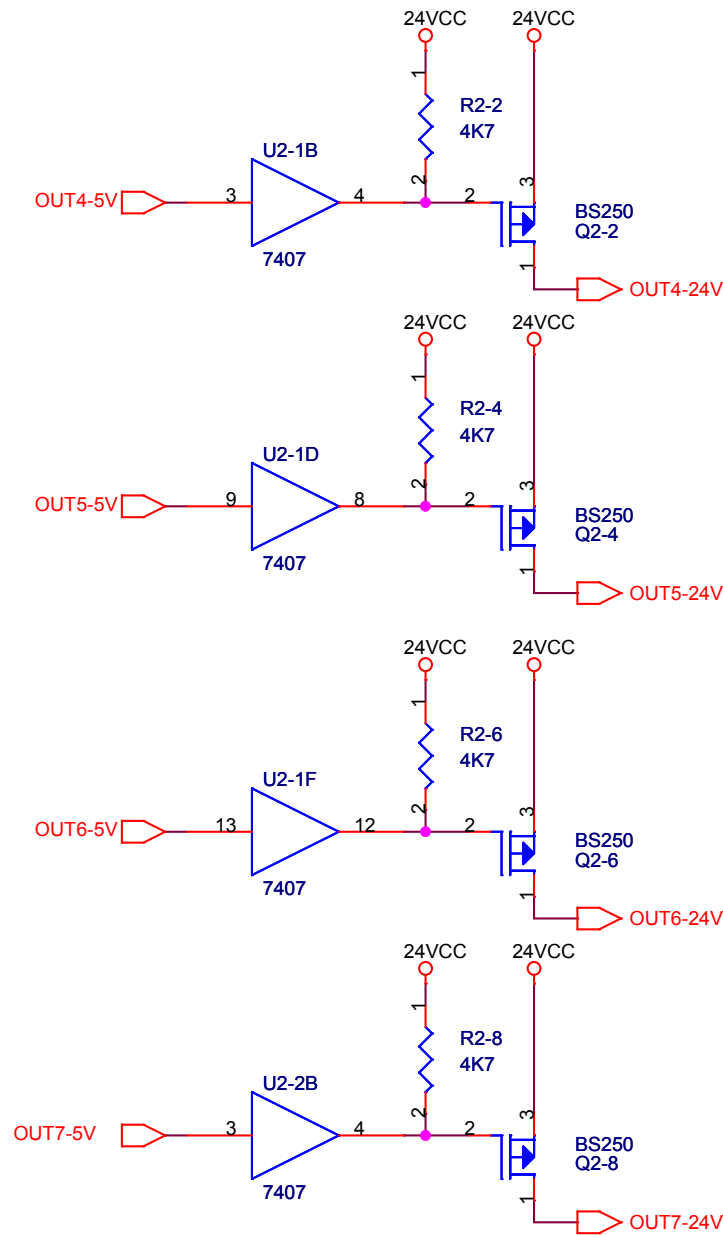 24VCC 24VCC
1
R2-2
4K7
U2-1B
2 3
OUT4-5V 3 4 2
BS250
Q2-2
7407
1
OUT4-24V
24VCC 24VCC
1
R2-4
4K7
U2-1D
2 3
OUT5-5V 9 8 2
BS250
Q2-4
7407
1
OUT5-24V
24VCC 24VCC
1
R2-6
4K7
U2-1F
2 3
OUT6-5V 13 12 2
BS250
Q2-6
7407
1
OUT6-24V
24VCC 24VCC
1
R2-8
4K7
U2-2B
2 3
OUT7-5V 3 4 2
BS250
Q2-8
7407
1
OUT7-24V